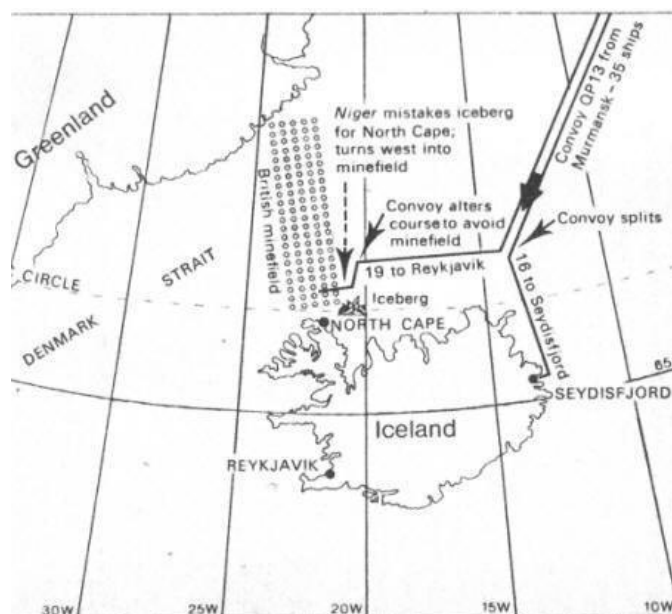 Greenland
Niger mistakes iceberg
for North Cape;
turns west into
minefield
Convoy QP13 from
Murmansk – 35 ships
British minefield
Convoy alters
course to avoid
minefield
Convoy splits
STRAIT
CIRCLE
19 to Reykjavik
16 to Seydisfjord
Iceberg
DENMARK
NORTH CAPE
65
SEYDISFJORD
Iceland
REYKJAVIK
30W
25W
20W
15W
10W